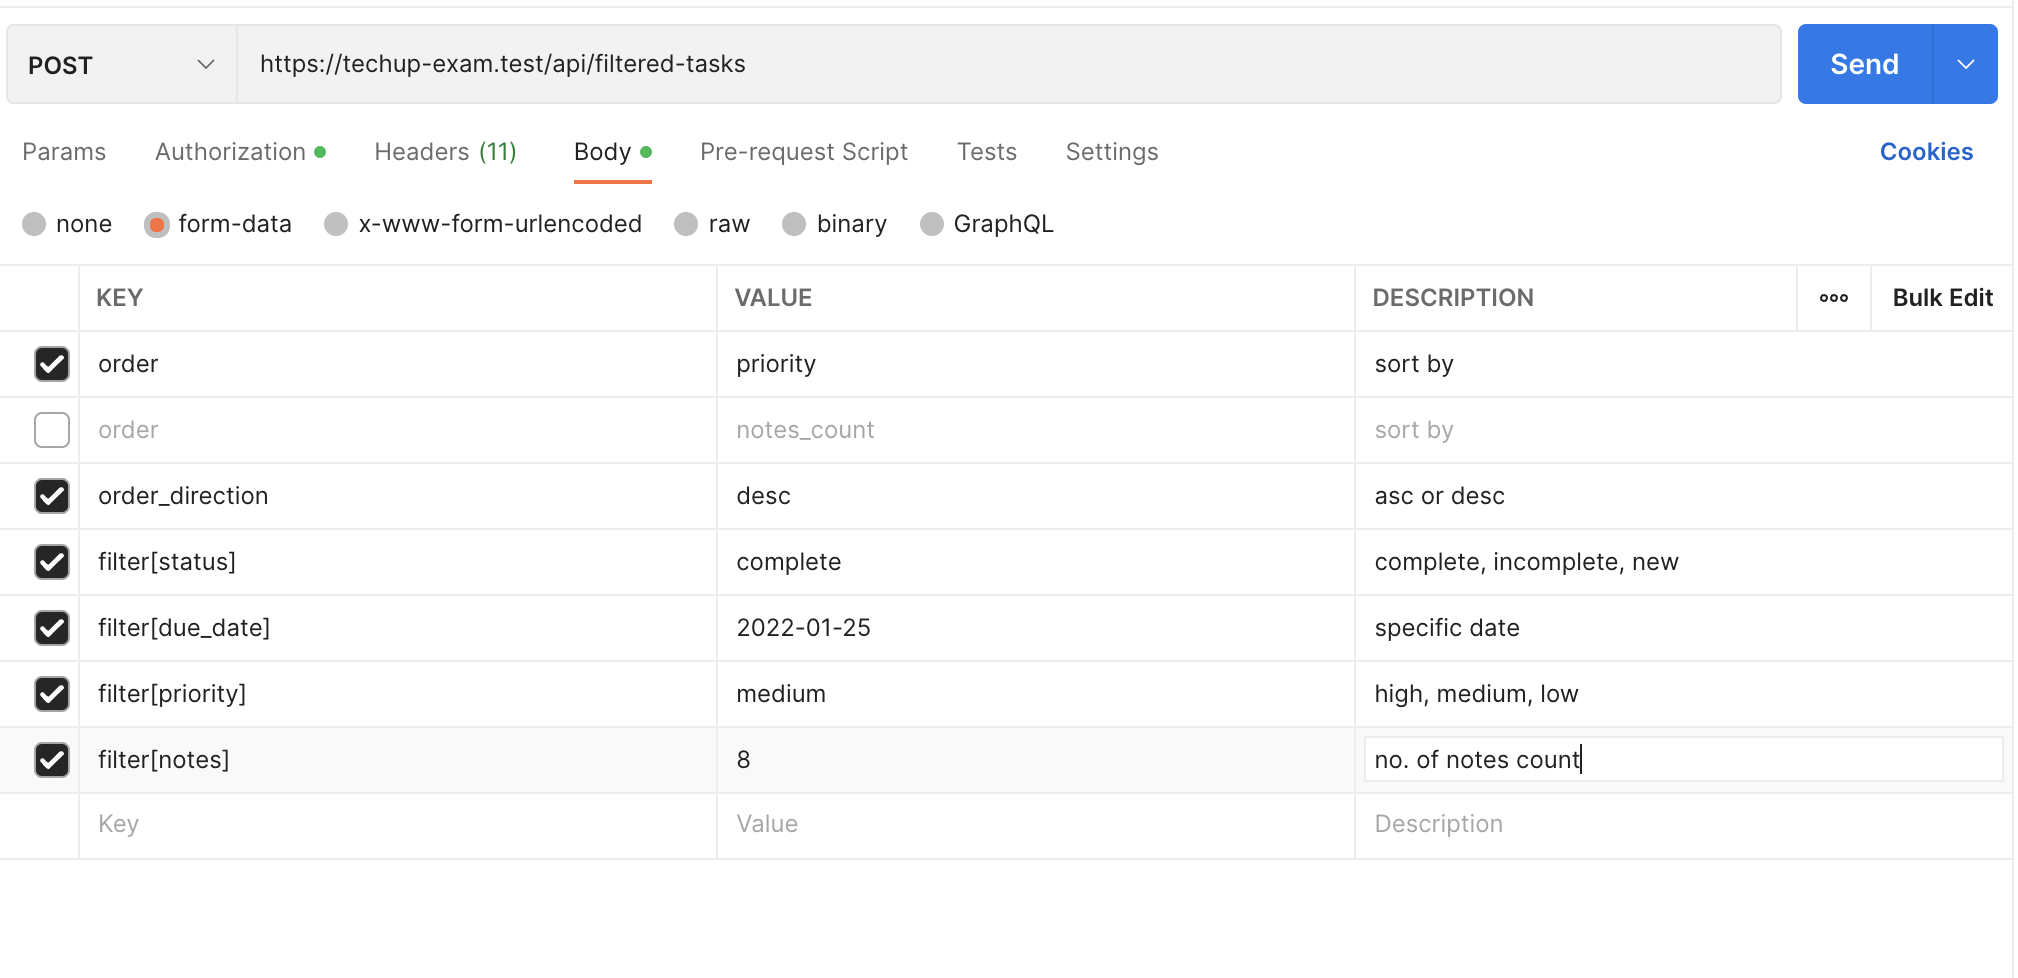 POST https://techup-exam.test/api/filtered-tasks Send
Params Authorization Headers (11) Body Pre-request Script Tests Settings Cookies
none form-data x-www-form-urlencoded raw binary GraphQL
KEY VALUE DESCRIPTION Bulk Edit
order priority sort by
order notes_count sort by
order_direction desc asc or desc
filter[status] complete complete, incomplete, new
filter[due_date] 2022-01-25 specific date
filter[priority] medium high, medium, low
filter[notes] 8 no. of notes count
Key Value Description